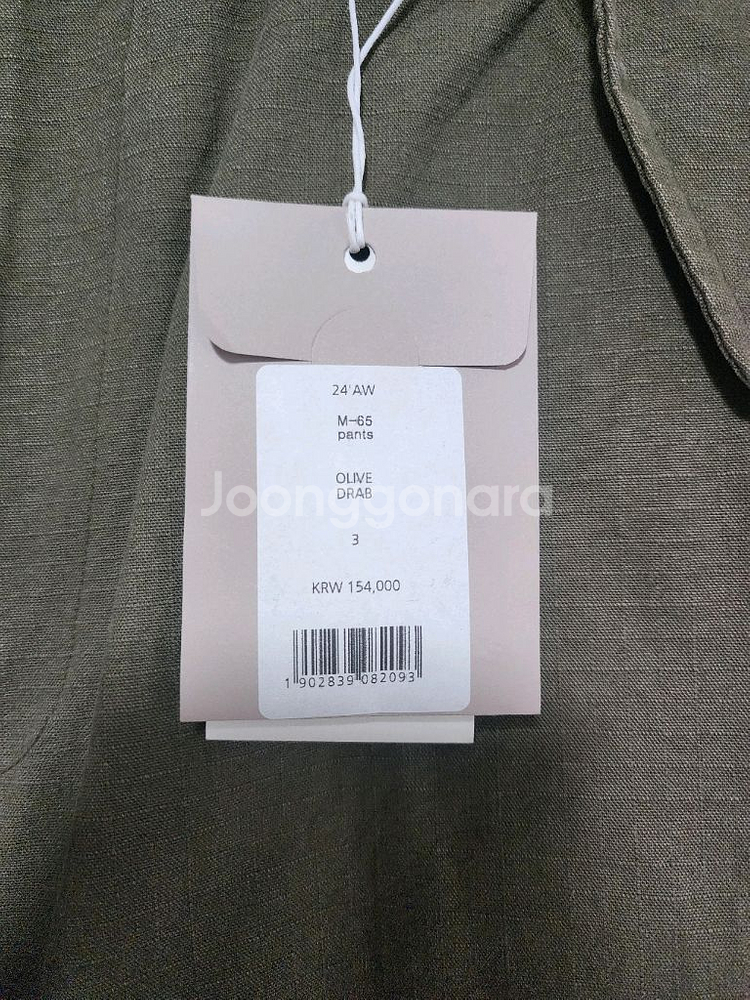 24'AW
M-65
pants
OLIVE
DRAB
Joonggonara
3
KRW 154,000
1 902839 082093